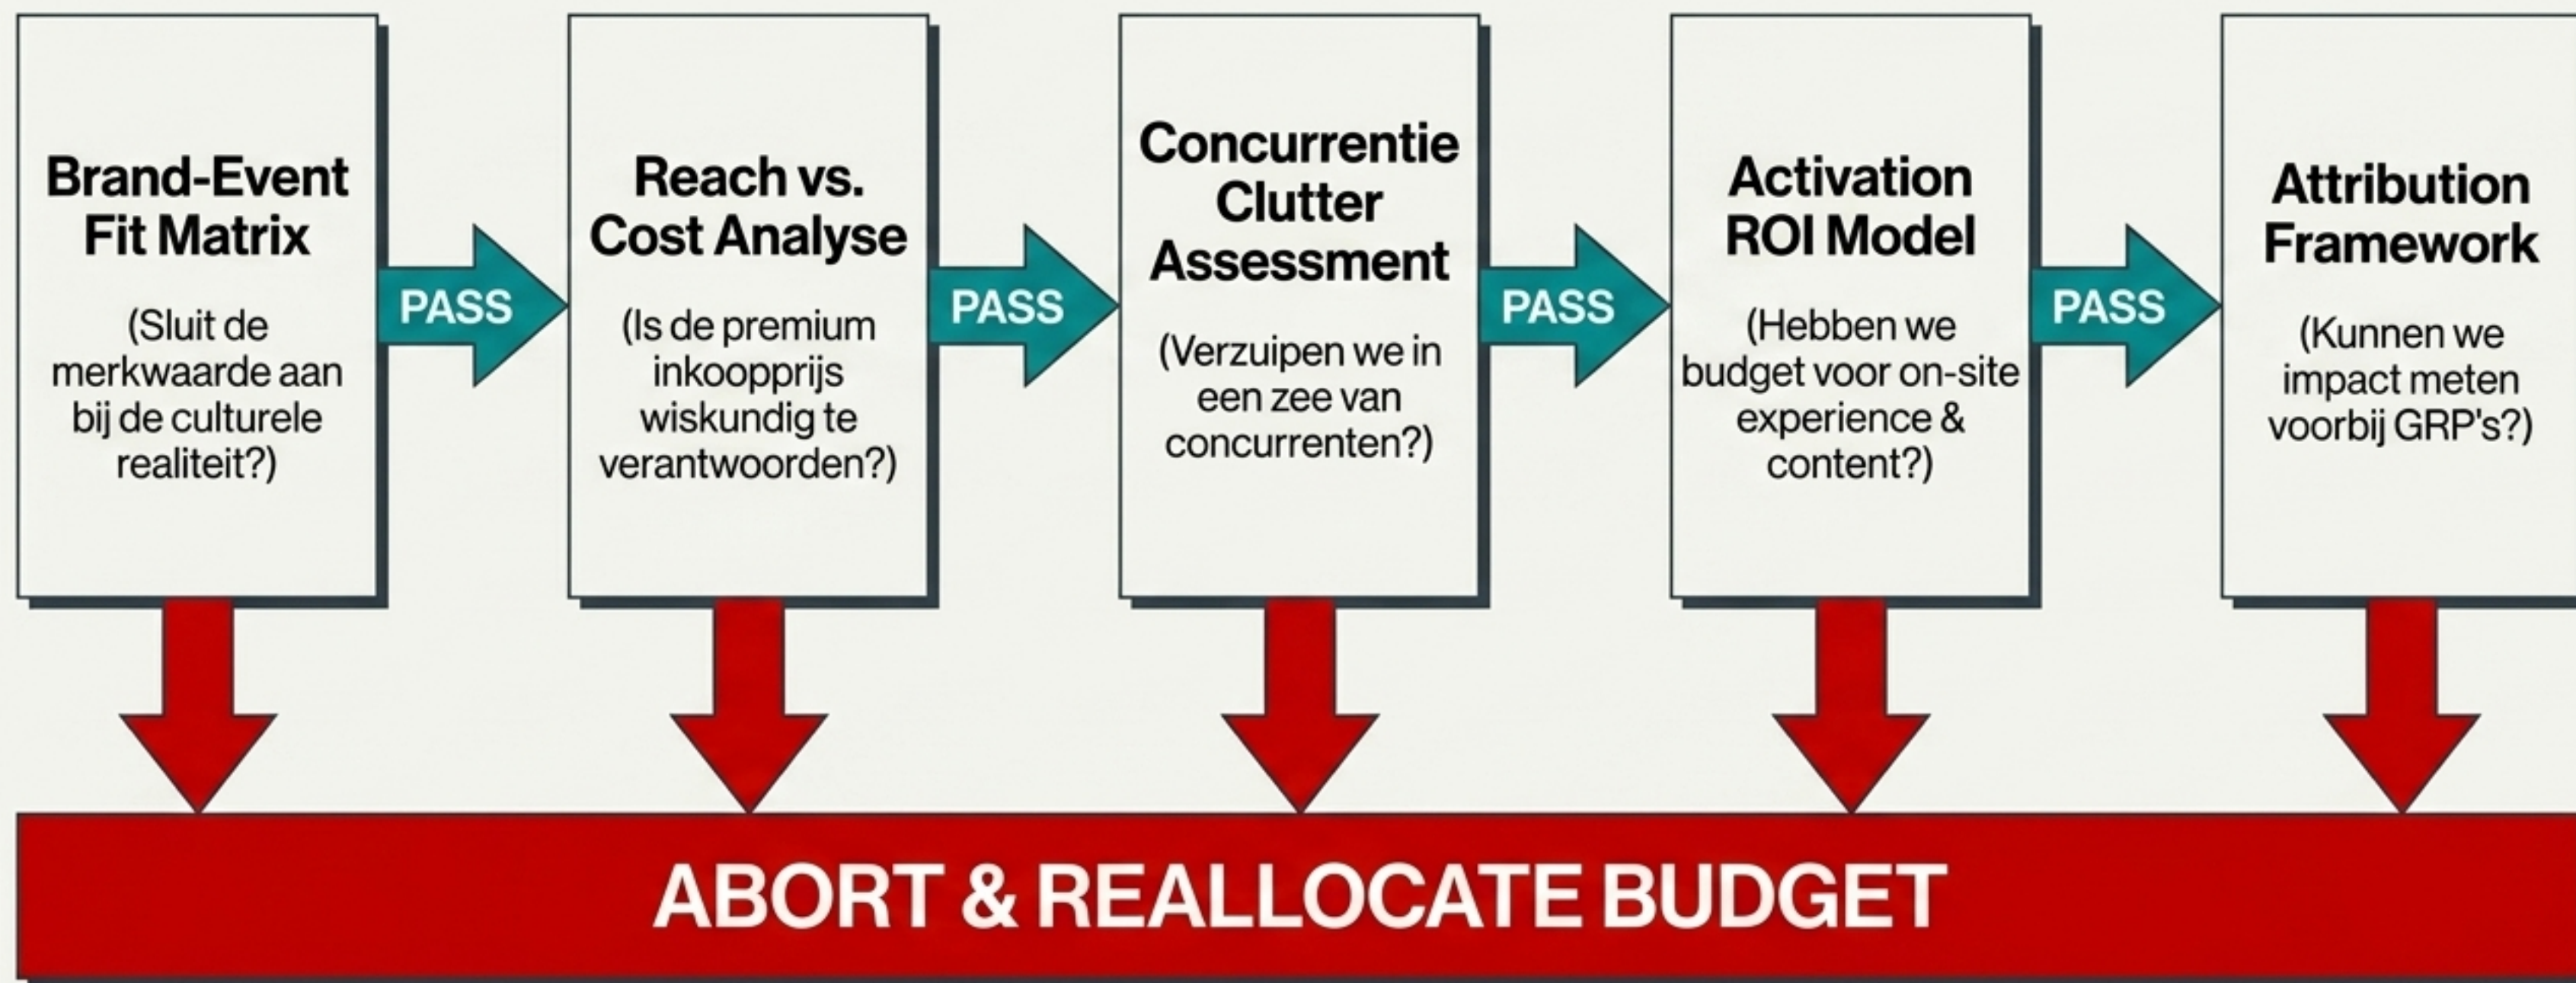 Brand-Event
Fit Matrix
(Sluit de
merkwaarde aan
bij de culturele
realiteit?)
PASS
Reach vs.
Cost Analyse
(Is de premium
inkoopprijs
wiskundig te
verantwoorden?)
PASS
Concurrentie
Clutter
Assessment
(Verzuipen we in
een zee van
concurrenten?)
PASS
Activation
ROI Model
(Hebben we
budget voor on-site
experience &
content?)
PASS
Attribution
Framework
(Kunnen we
impact meten
voorbij GRP's?)
ABORT & REALLOCATE BUDGET